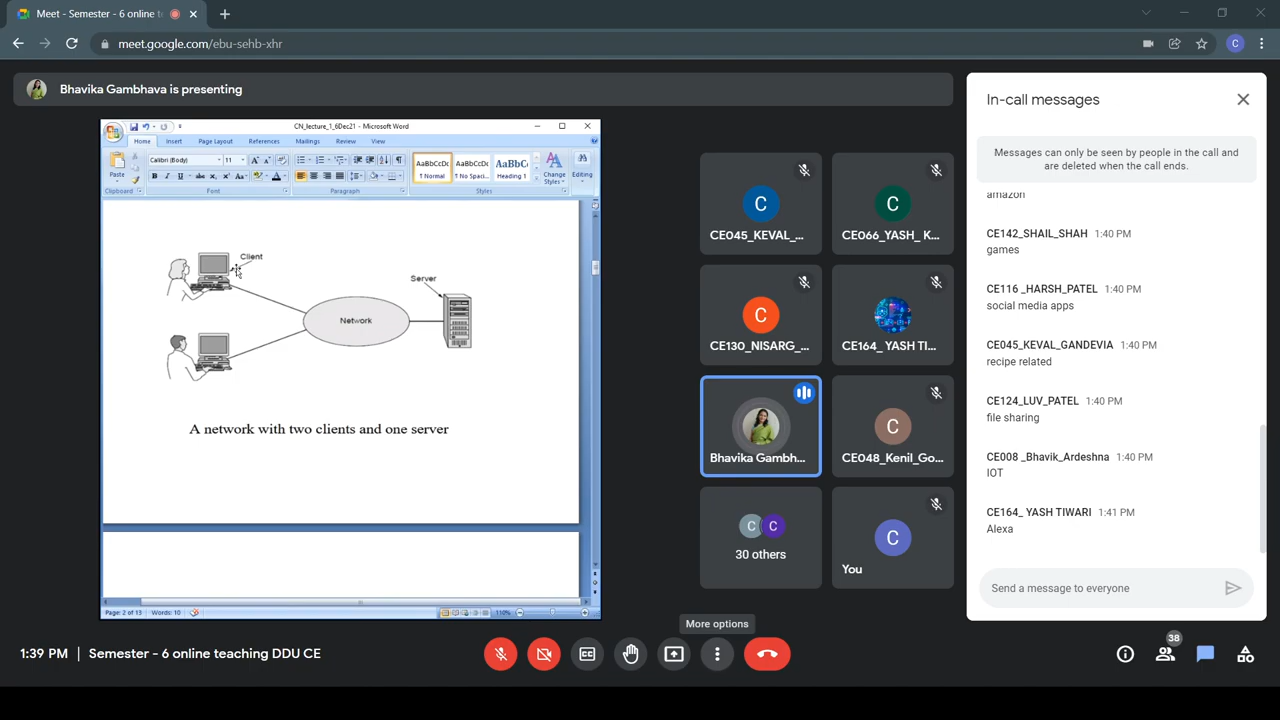 Meet - Semester - 6 online t
meet.google.com/ebu-sehb-xhr
C
Bhavika Gambhava is presenting
CN_lecture_1_6Dec21 - Microsoft Word
Home Insert Page Layout References Mailings Review View
Calibri (Body) 11
Paste
AaBbCcDc AaBbCcDc AaBbC
¶ Normal ¶ No Spaci... Heading 1
Change Styles
Editing
Clipboard Font Paragraph Styles
Client
Server
Network
A network with two clients and one server
Page: 2 of 13 Words: 10 110%
C
CE045_KEVAL_...
C
CE066_YASH_ K...
C
CE130_NISARG_...
CE164_ YASH TI...
Bhavika Gambh...
C
CE048_Kenil_Go...
C C
30 others
C
You
In-call messages
Messages can only be seen by people in the call and
are deleted when the call ends.
amazon
CE142_SHAIL_SHAH 1:40 PM
games
CE116 _HARSH_PATEL 1:40 PM
social media apps
CE045_KEVAL_GANDEVIA 1:40 PM
recipe related
CE124_LUV_PATEL 1:40 PM
file sharing
CE008 _Bhavik_Ardeshna 1:40 PM
IOT
CE164_ YASH TIWARI 1:41 PM
Alexa
Send a message to everyone
More options
1:39 PM | Semester - 6 online teaching DDU CE
38